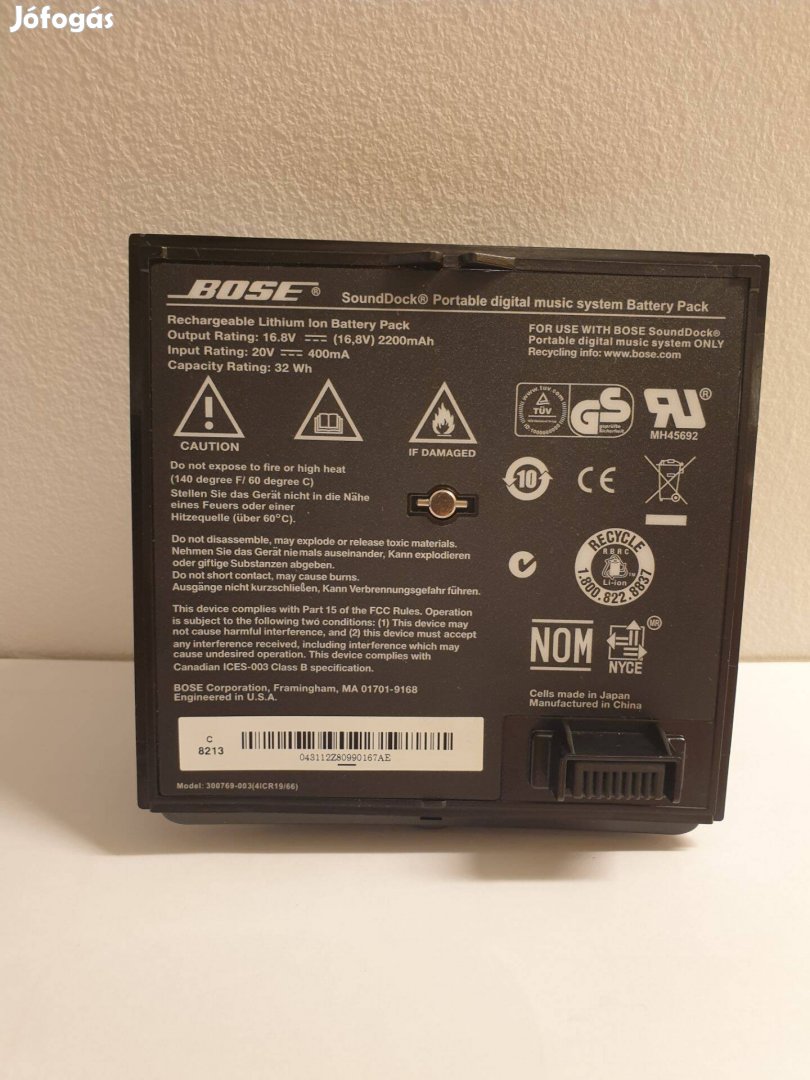 Jófogás
BOSE®
SoundDock® Portable digital music system Battery Pack
Rechargeable Lithium Ion Battery Pack
Output Rating: 16.8V (16,8V) 2200mAh
Input Rating: 20V 400mA
Capacity Rating: 32 Wh
FOR USE WITH BOSE SoundDock®
Portable digital music system ONLY
Recycling info: www.bose.com
CAUTION
IF DAMAGED
www.tuv.com
TÜV
GS
geprüfte
Sicherheit
RU®
MH45692
Do not expose to fire or high heat
(140 degree F/ 60 degree C)
Stellen Sie das Gerät nicht in die Nähe
eines Feuers oder einer
Hitzequelle (über 60°C).
10
CE
Do not disassemble, may explode or release toxic materials.
Nehmen Sie das Gerät niemals auseinander, Kann explodieren
oder giftige Substanzen abgeben.
Do not short contact, may cause burns.
Ausgänge nicht kurzschließen, Kann Verbrennungsgefahr führen.
RECYCLE
RBRC
Li-ion
1.800.822.8837
This device complies with Part 15 of the FCC Rules. Operation
is subject to the following two conditions: (1) This device may
not cause harmful interference, and (2) this device must accept
any interference received, including interference which may
cause undesired operation. This device complies with
Canadian ICES-003 Class B specification.
NOM
MR
NYCE
BOSE Corporation, Framingham, MA 01701-9168
Engineered in U.S.A.
Cells made in Japan
Manufactured in China
C
8213
043112Z80990167AE
Model: 300769-003(4ICR19/66)